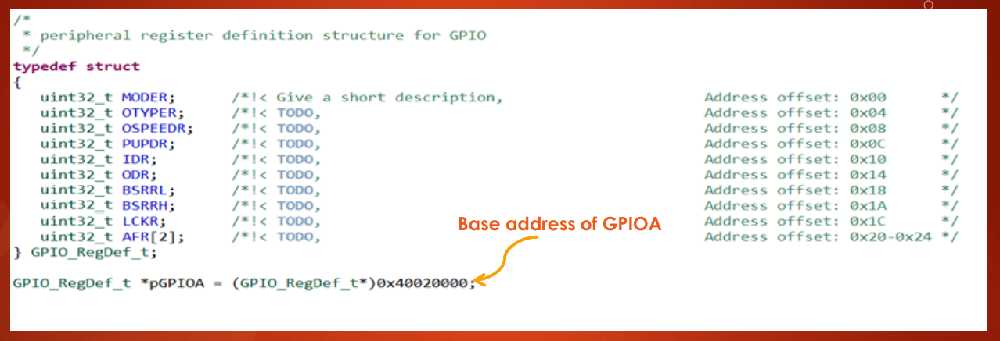 /*
 * peripheral register definition structure for GPIO
 */
typedef struct
{
uint32_t MODER; /*!< Give a short description, Address offset: 0x00 */
uint32_t OTYPER; /*!< TODO, Address offset: 0x04 */
uint32_t OSPEEDR; /*!< TODO, Address offset: 0x08 */
uint32_t PUPDR; /*!< TODO, Address offset: 0x0C */
uint32_t IDR; /*!< TODO, Address offset: 0x10 */
uint32_t ODR; /*!< TODO, Address offset: 0x14 */
uint32_t BSRRL; /*!< TODO, Address offset: 0x18 */
uint32_t BSRRH; /*!< TODO, Address offset: 0x1A */
uint32_t LCKR; /*!< TODO, Address offset: 0x1C */
uint32_t AFR[2]; /*!< TODO, Address offset: 0x20-0x24 */
} GPIO_RegDef_t;
Base address of GPIOA
GPIO_RegDef_t *pGPIOA = (GPIO_RegDef_t*)0x40020000;